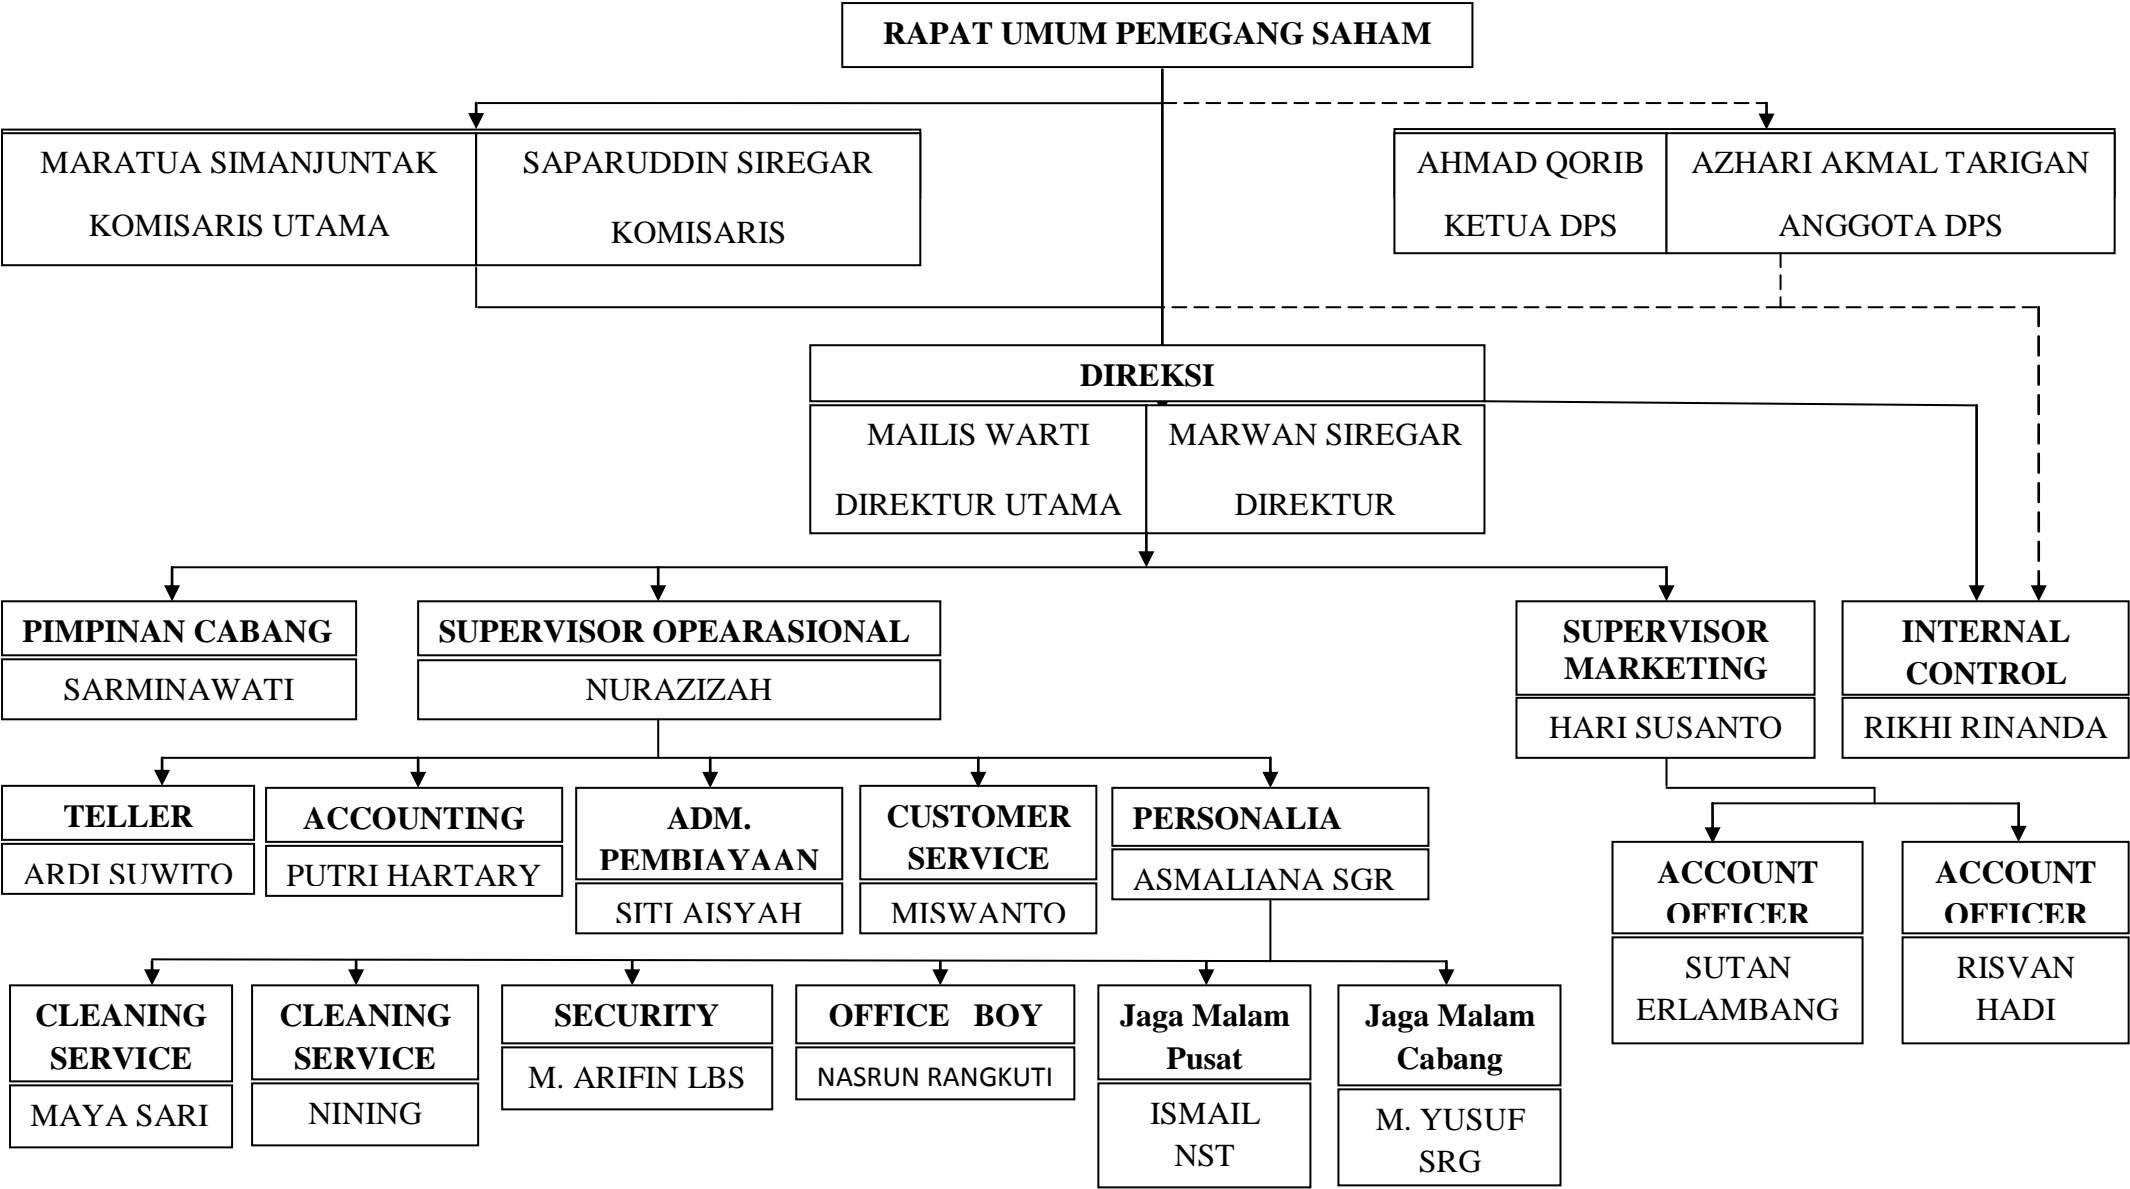 RAPAT UMUM PEMEGANG SAHAM
MARATUA SIMANJUNTAK
KOMISARIS UTAMA
SAPARUDDIN SIREGAR
KOMISARIS
AHMAD QORIB
KETUA DPS
AZHARI AKMAL TARIGAN
ANGGOTA DPS
DIREKSI
MAILIS WARTI
DIREKTUR UTAMA
MARWAN SIREGAR
DIREKTUR
PIMPINAN CABANG
SARMINAWATI
SUPERVISOR OPEARASIONAL
NURAZIZAH
SUPERVISOR
MARKETING
HARI SUSANTO
INTERNAL
CONTROL
RIKHI RINANDA
TELLER
ARDI SUWITO
ACCOUNTING
PUTRI HARTARY
ADM.
PEMBIAYAAN
SITI AISYAH
CUSTOMER
SERVICE
MISWANTO
PERSONALIA
ASMALIANA SGR
ACCOUNT
OFFICER
SUTAN
ERLAMBANG
ACCOUNT
OFFICER
RISVAN
HADI
CLEANING
SERVICE
MAYA SARI
CLEANING
SERVICE
NINING
SECURITY
M. ARIFIN LBS
OFFICE BOY
NASRUN RANGKUTI
Jaga Malam
Pusat
ISMAIL
NST
Jaga Malam
Cabang
M. YUSUF
SRG